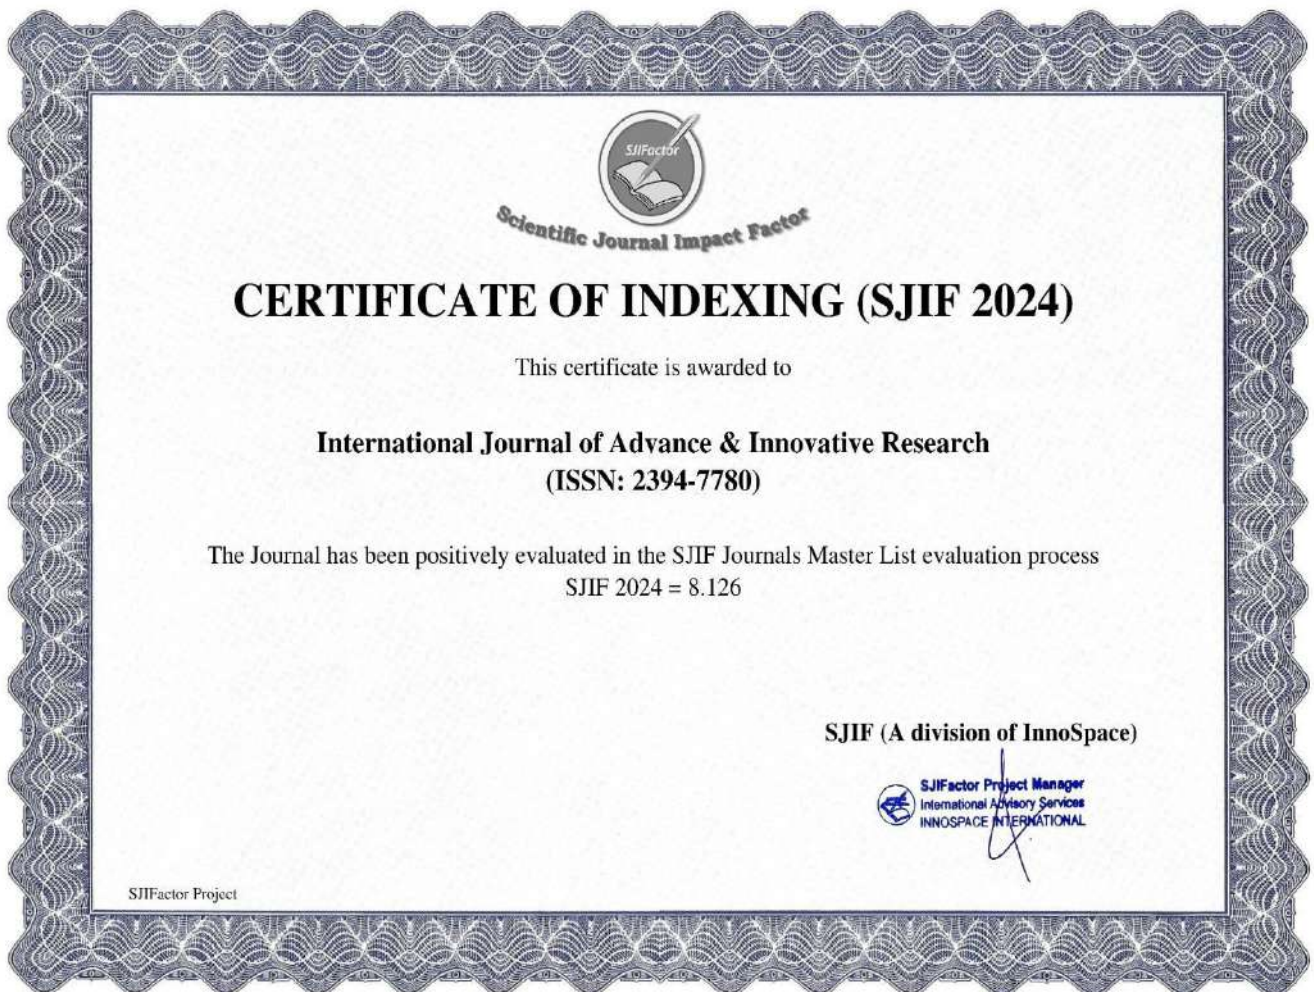 SJIFactor
Scientific Journal Impact Factor
CERTIFICATE OF INDEXING (SJIF 2024)
This certificate is awarded to
International Journal of Advance & Innovative Research
(ISSN: 2394-7780)
The Journal has been positively evaluated in the SJIF Journals Master List evaluation process
SJIF 2024 = 8.126
SJIF (A division of InnoSpace)
SJIFactor Project Manager
International Advisory Services
INNOSPACE INTERNATIONAL
SJIFactor Project